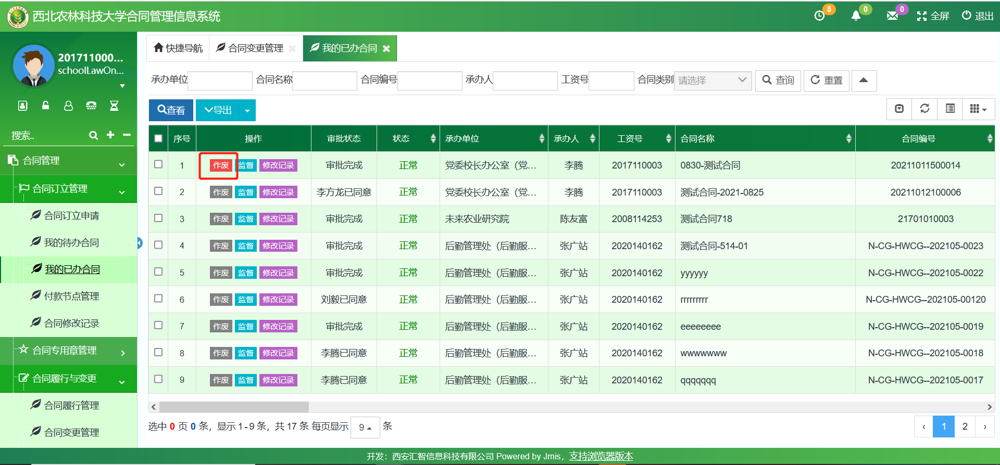 西北农林科技大学合同管理信息系统
5
0
0
全屏
退出
201711000...
schoolLawOn...
搜索..
合同管理
合同订立管理
合同订立申请
我的待办合同
我的已办合同
付款节点管理
合同修改记录
合同专用章管理
合同履行与变更
合同履行管理
合同变更管理
快捷导航 合同变更管理 我的已办合同
承办单位 合同名称 合同编号 承办人 工资号 合同类别 请选择 查询 重置
查看 导出
序号 操作 审批状态 状态 承办单位 承办人 工资号 合同名称 合同编号
1 作废 监督 修改记录 审批完成 正常 党委校长办公室（党... 李腾 2017110003 0830-测试合同 20211011500014
2 作废 监督 修改记录 李方龙已同意 正常 党委校长办公室（党... 李腾 2017110003 测试合同-2021-0825 20211012100006
3 作废 监督 修改记录 审批完成 正常 未来农业研究院 陈友富 2008114253 测试合同718 21701010003
4 作废 监督 修改记录 审批完成 正常 后勤管理处（后勤服... 张广站 2020140162 测试合同-514-01 N-CG-HWCG--202105-0023
5 作废 监督 修改记录 审批完成 正常 后勤管理处（后勤服... 张广站 2020140162 yyyyyy N-CG-HWCG--202105-0022
6 作废 监督 修改记录 刘毅已同意 正常 后勤管理处（后勤服... 张广站 2020140162 rrrrrrrrr N-CG-HWCG--202105-00120
7 作废 监督 修改记录 审批完成 正常 后勤管理处（后勤服... 张广站 2020140162 eeeeeeee N-CG-HWCG--202105-0019
8 作废 监督 修改记录 李腾已同意 正常 后勤管理处（后勤服... 张广站 2020140162 wwwwwww N-CG-HWCG--202105-0018
9 作废 监督 修改记录 李腾已同意 正常 后勤管理处（后勤服... 张广站 2020140162 qqqqqqq N-CG-HWCG--202105-0017
选中 0 页 0 条，显示 1 - 9 条，共 17 条 每页显示 9 条
‹ 1 2 ›
开发：西安汇智信息科技有限公司 Powered by Jmis，支持浏览器版本